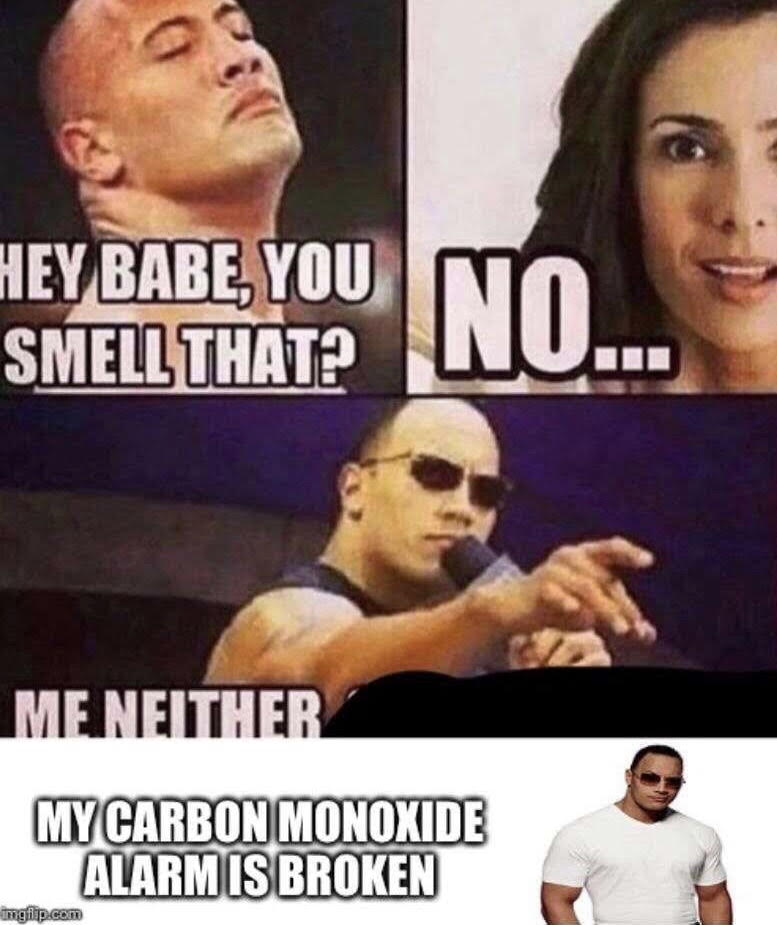 HEY BABE, YOU
SMELL THAT?
NO...
ME NEITHER
MY CARBON MONOXIDE
ALARM IS BROKEN
imgflip.com